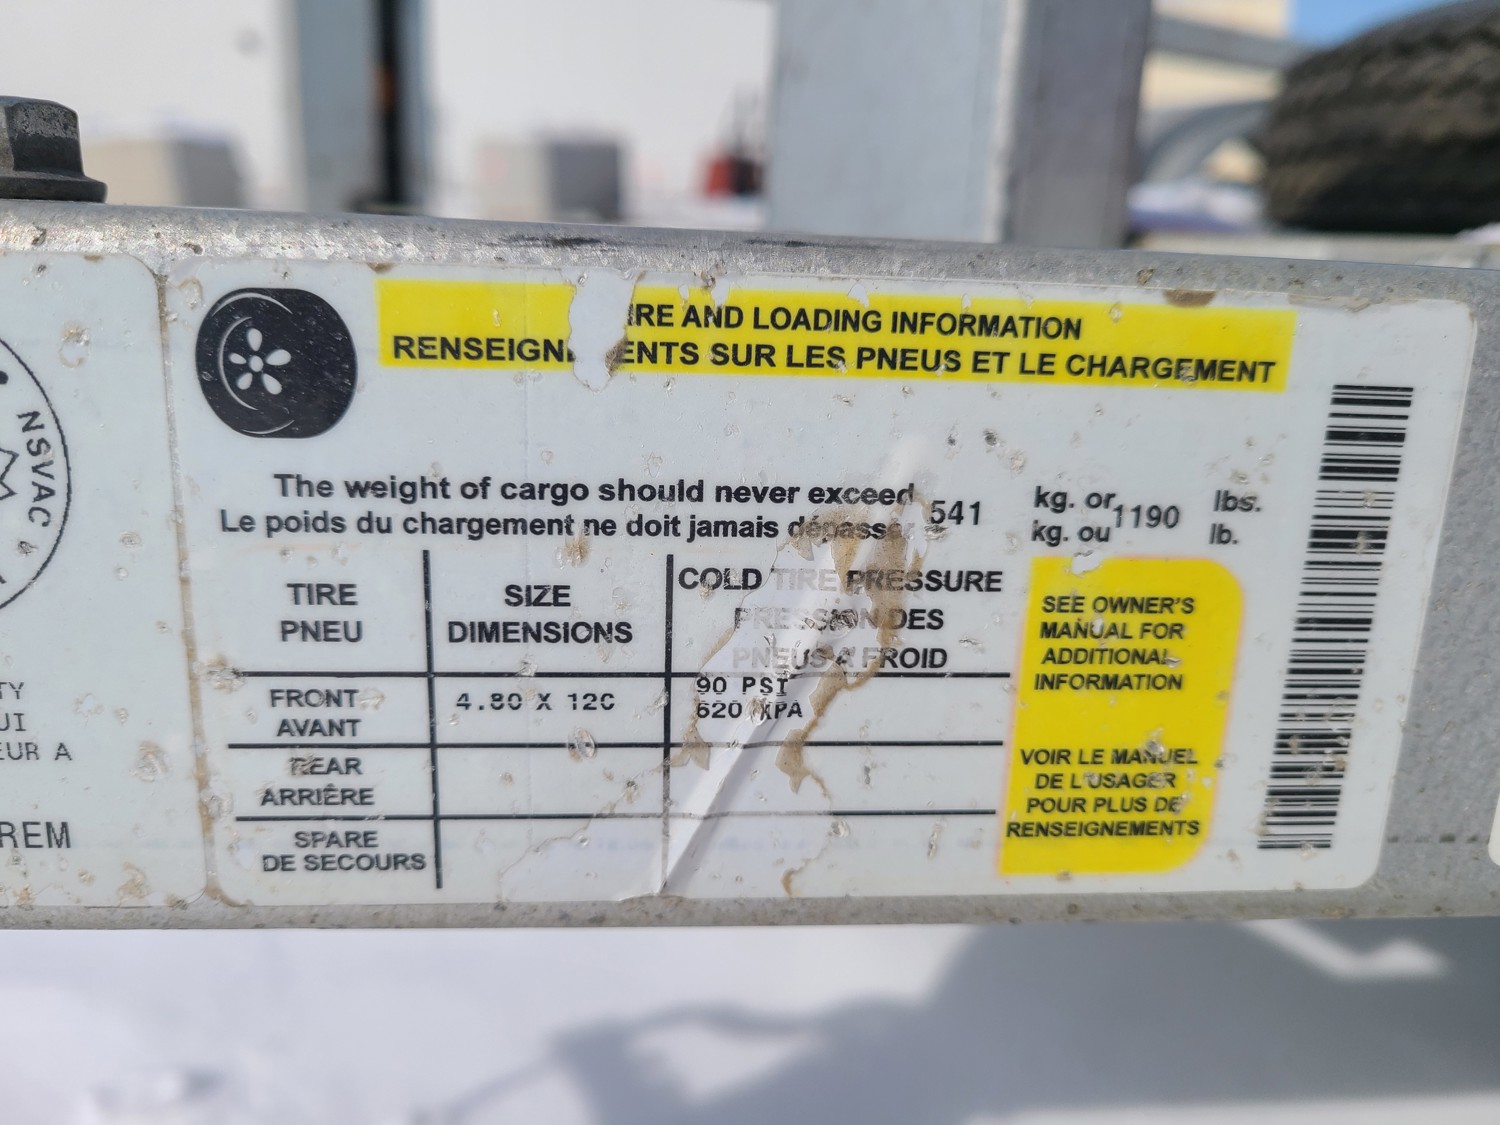 NSVAC &
TY
UI
EUR A
REM
IRE AND LOADING INFORMATION
RENSEIGN ENTS SUR LES PNEUS ET LE CHARGEMENT
The weight of cargo should never exceed 541 kg. or 1190 lbs.
Le poids du chargement ne doit jamais dépasser kg. ou lb.
TIRE
PNEU
SIZE
DIMENSIONS
COLD TIRE PRESSURE
PRESSION DES
PNEUS A FROID
FRONT
AVANT
4.80 X 12C
90 PSI
620 KPA
REAR
ARRIÈRE
SPARE
DE SECOURS
SEE OWNER'S
MANUAL FOR
ADDITIONAL
INFORMATION
VOIR LE MANUEL
DE L'USAGER
POUR PLUS DE
RENSEIGNEMENTS